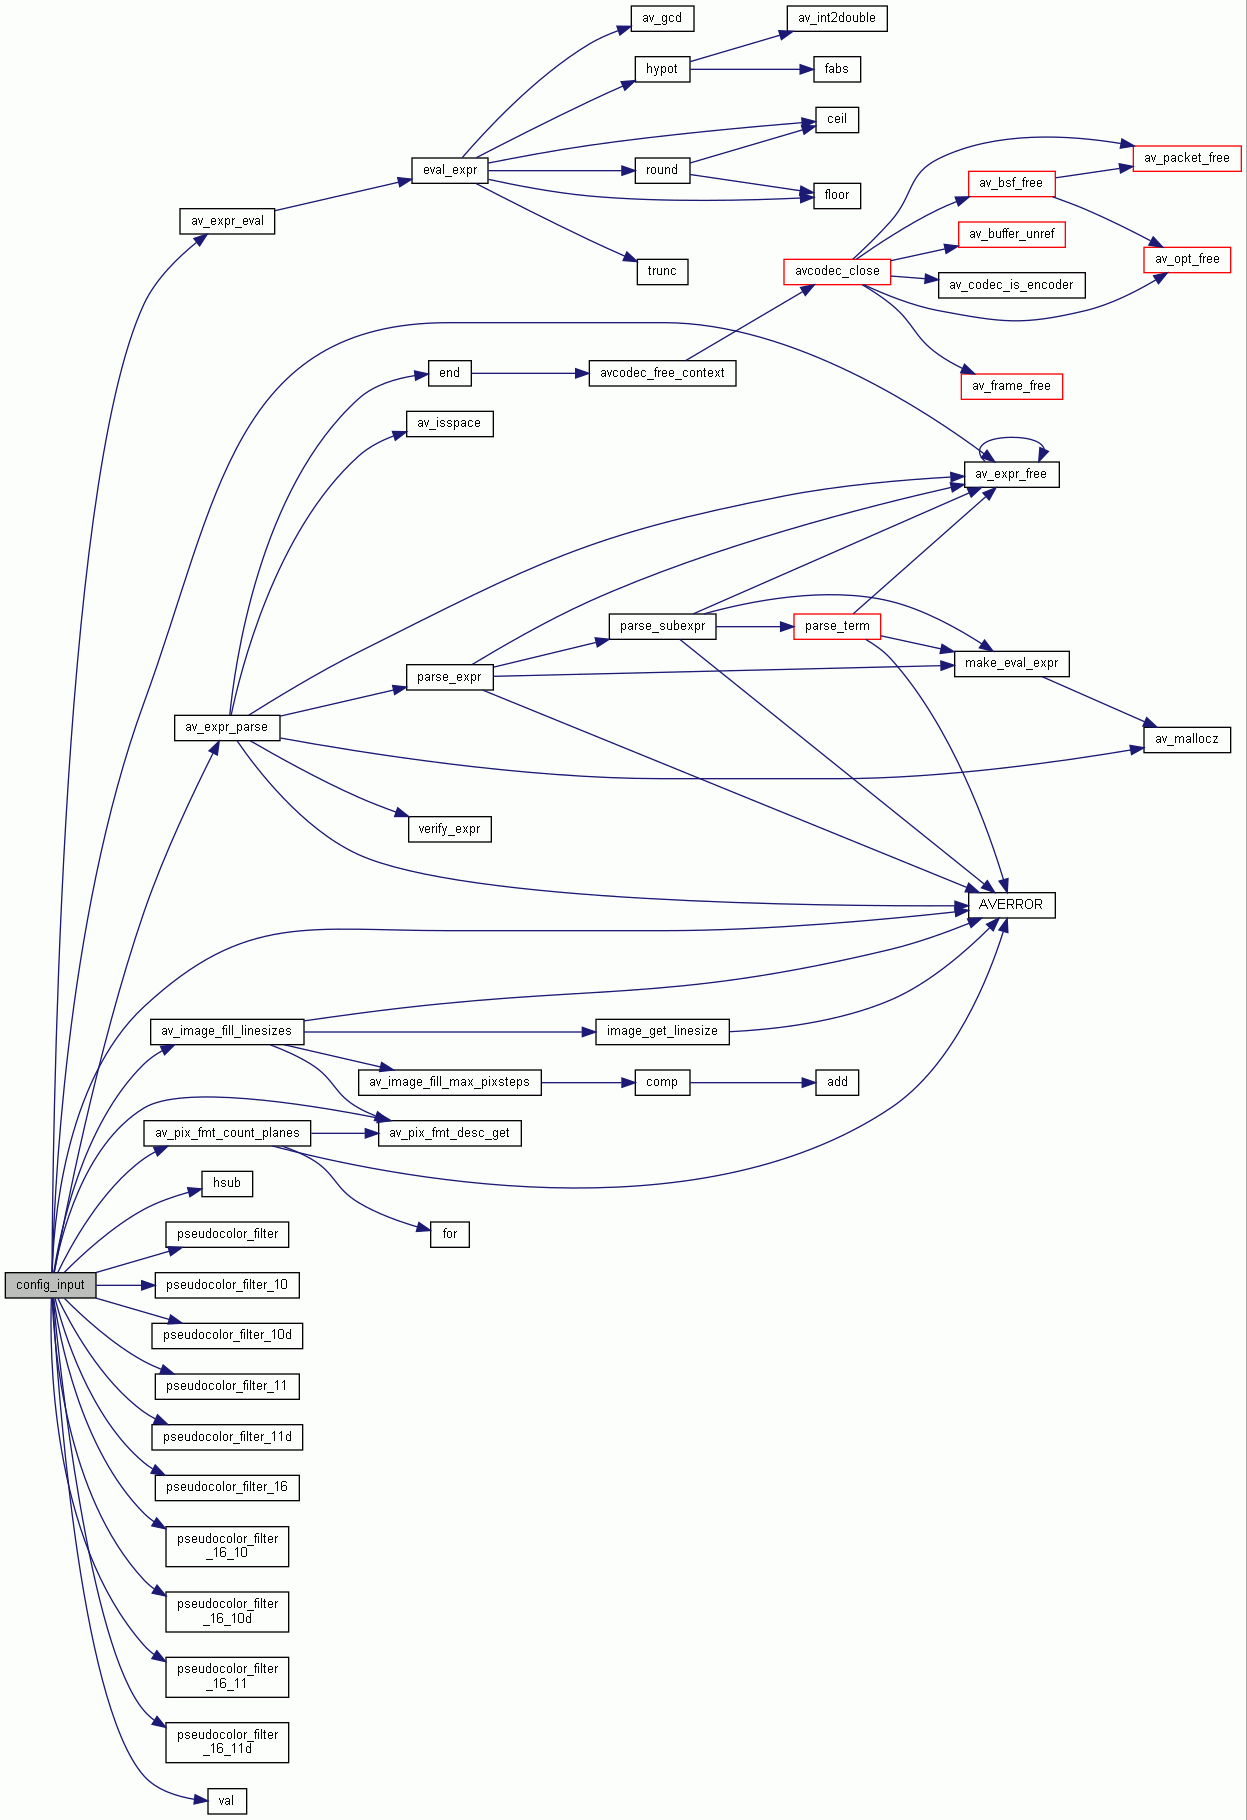 av_gcd
av_int2double
hypot
fabs
ceil
av_packet_free
eval_expr
round
av_bsf_free
floor
av_expr_eval
av_buffer_unref
av_opt_free
trunc
avcodec_close
av_codec_is_encoder
end
avcodec_free_context
av_frame_free
av_isspace
av_expr_free
parse_subexpr
parse_term
make_eval_expr
parse_expr
av_expr_parse
av_mallocz
verify_expr
AVERROR
av_image_fill_linesizes
image_get_linesize
av_image_fill_max_pixsteps
comp
add
av_pix_fmt_count_planes
av_pix_fmt_desc_get
hsub
pseudocolor_filter
for
config_input
pseudocolor_filter_10
pseudocolor_filter_10d
pseudocolor_filter_11
pseudocolor_filter_11d
pseudocolor_filter_16
pseudocolor_filter
_16_10
pseudocolor_filter
_16_10d
pseudocolor_filter
_16_11
pseudocolor_filter
_16_11d
val